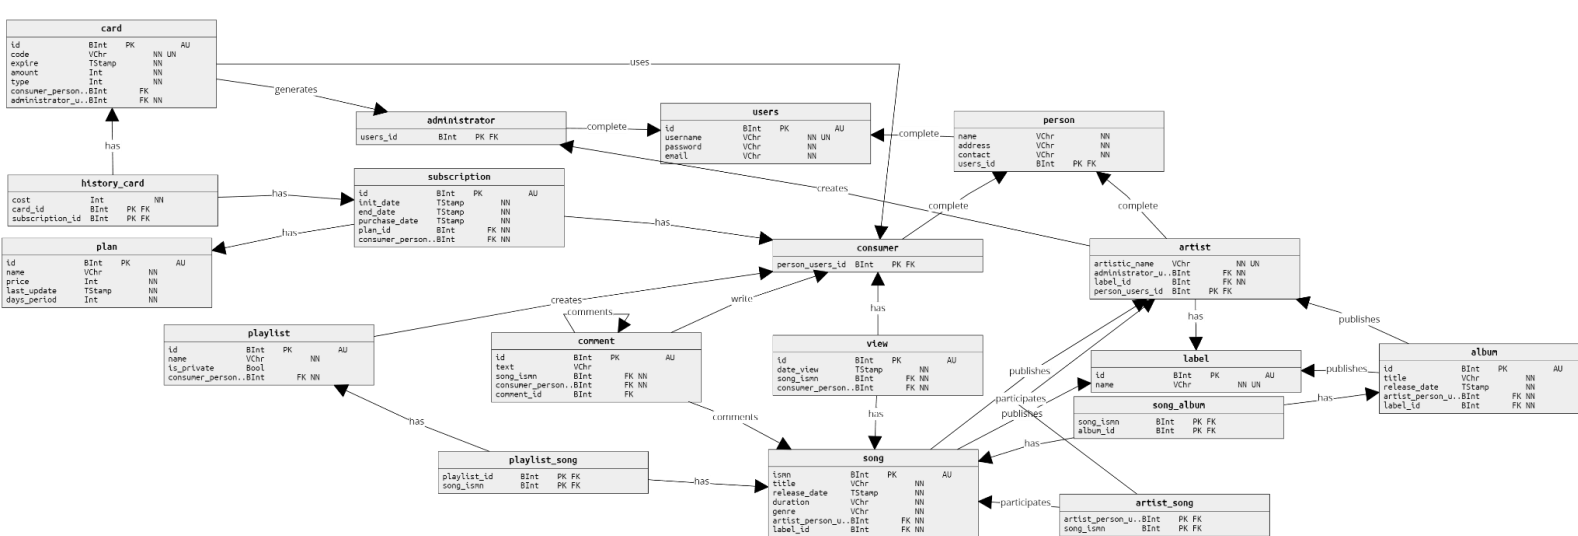 card
id BInt PK AU
code VChr NN UN
expire TStamp NN
amount Int NN
type Int NN
consumer_person..BInt FK
administrator_u..BInt FK NN
uses
generates
administrator
users_id BInt PK FK
complete
users
id BInt PK AU
username VChr NN UN
password VChr NN
email VChr NN
complete
person
name VChr NN
address VChr NN
contact VChr NN
users_id BInt PK FK
has
history_card
cost Int NN
card_id BInt PK FK
subscription_id BInt PK FK
has
subscription
id BInt PK AU
init_date TStamp NN
end_date TStamp NN
purchase_date TStamp NN
plan_id BInt FK NN
consumer_person..BInt FK NN
creates
complete
complete
has
has
plan
id BInt PK AU
name VChr NN
price Int NN
last_update TStamp NN
days_period Int NN
consumer
person_users_id BInt PK FK
artist
artistic_name VChr NN UN
administrator_u..BInt FK NN
label_id BInt FK NN
person_users_id BInt PK FK
creates
write
comments
has
has
publishes
playlist
id BInt PK AU
name VChr NN
is_private Bool
consumer_person..BInt FK NN
comment
id BInt PK AU
text VChr
song_ismn BInt FK NN
consumer_person..BInt FK NN
comment_id BInt FK
view
id BInt PK AU
date_view TStamp NN
song_ismn BInt FK NN
consumer_person..BInt FK NN
label
id BInt PK AU
name VChr NN UN
album
id BInt PK AU
title VChr NN
release_date TStamp NN
artist_person_u..BInt FK NN
label_id BInt FK NN
publishes
publishes
participates
publishes
song_album
song_ismn BInt PK FK
album_id BInt PK FK
has
has
has
comments
has
playlist_song
playlist_id BInt PK FK
song_ismn BInt PK FK
has
song
ismn BInt PK AU
title VChr NN
release_date TStamp NN
duration VChr NN
genre VChr NN
artist_person_u..BInt FK NN
label_id BInt FK NN
participates
artist_song
artist_person_u..BInt PK FK
song_ismn BInt PK FK